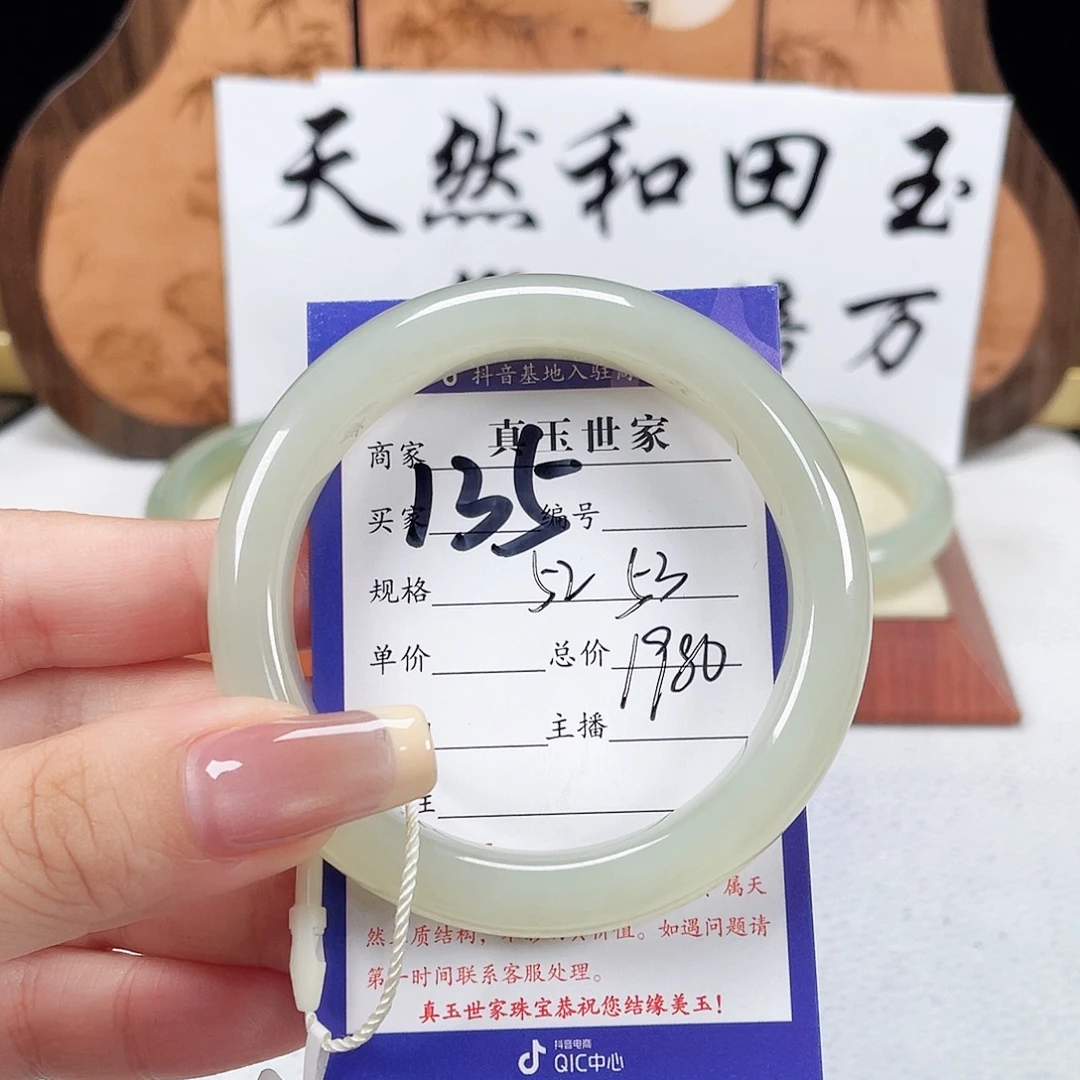 天然和田玉
万
抖音基地入驻商
商家 真玉世家
135
买家 编号
规格 52 53
单价 总价 1980
主播
属天
然 质结构, 价值。如遇问题请
第一时间联系客服处理。
真玉世家珠宝恭祝您结缘美玉!
抖音电商
QIC中心